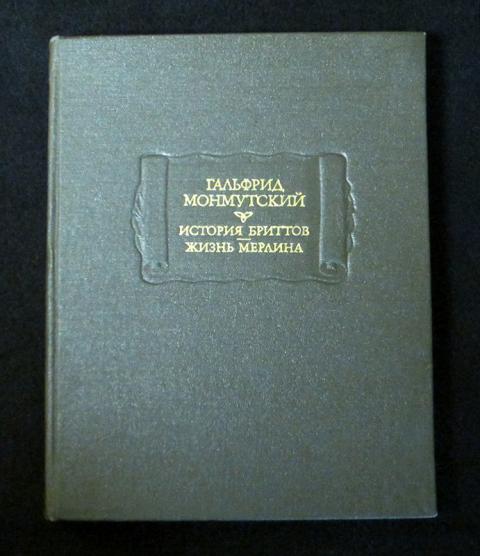 ГАЛЬФРИД
МОНМУТСКИЙ
ИСТОРИЯ БРИТТОВ
ЖИЗНЬ МЕРЛИНА